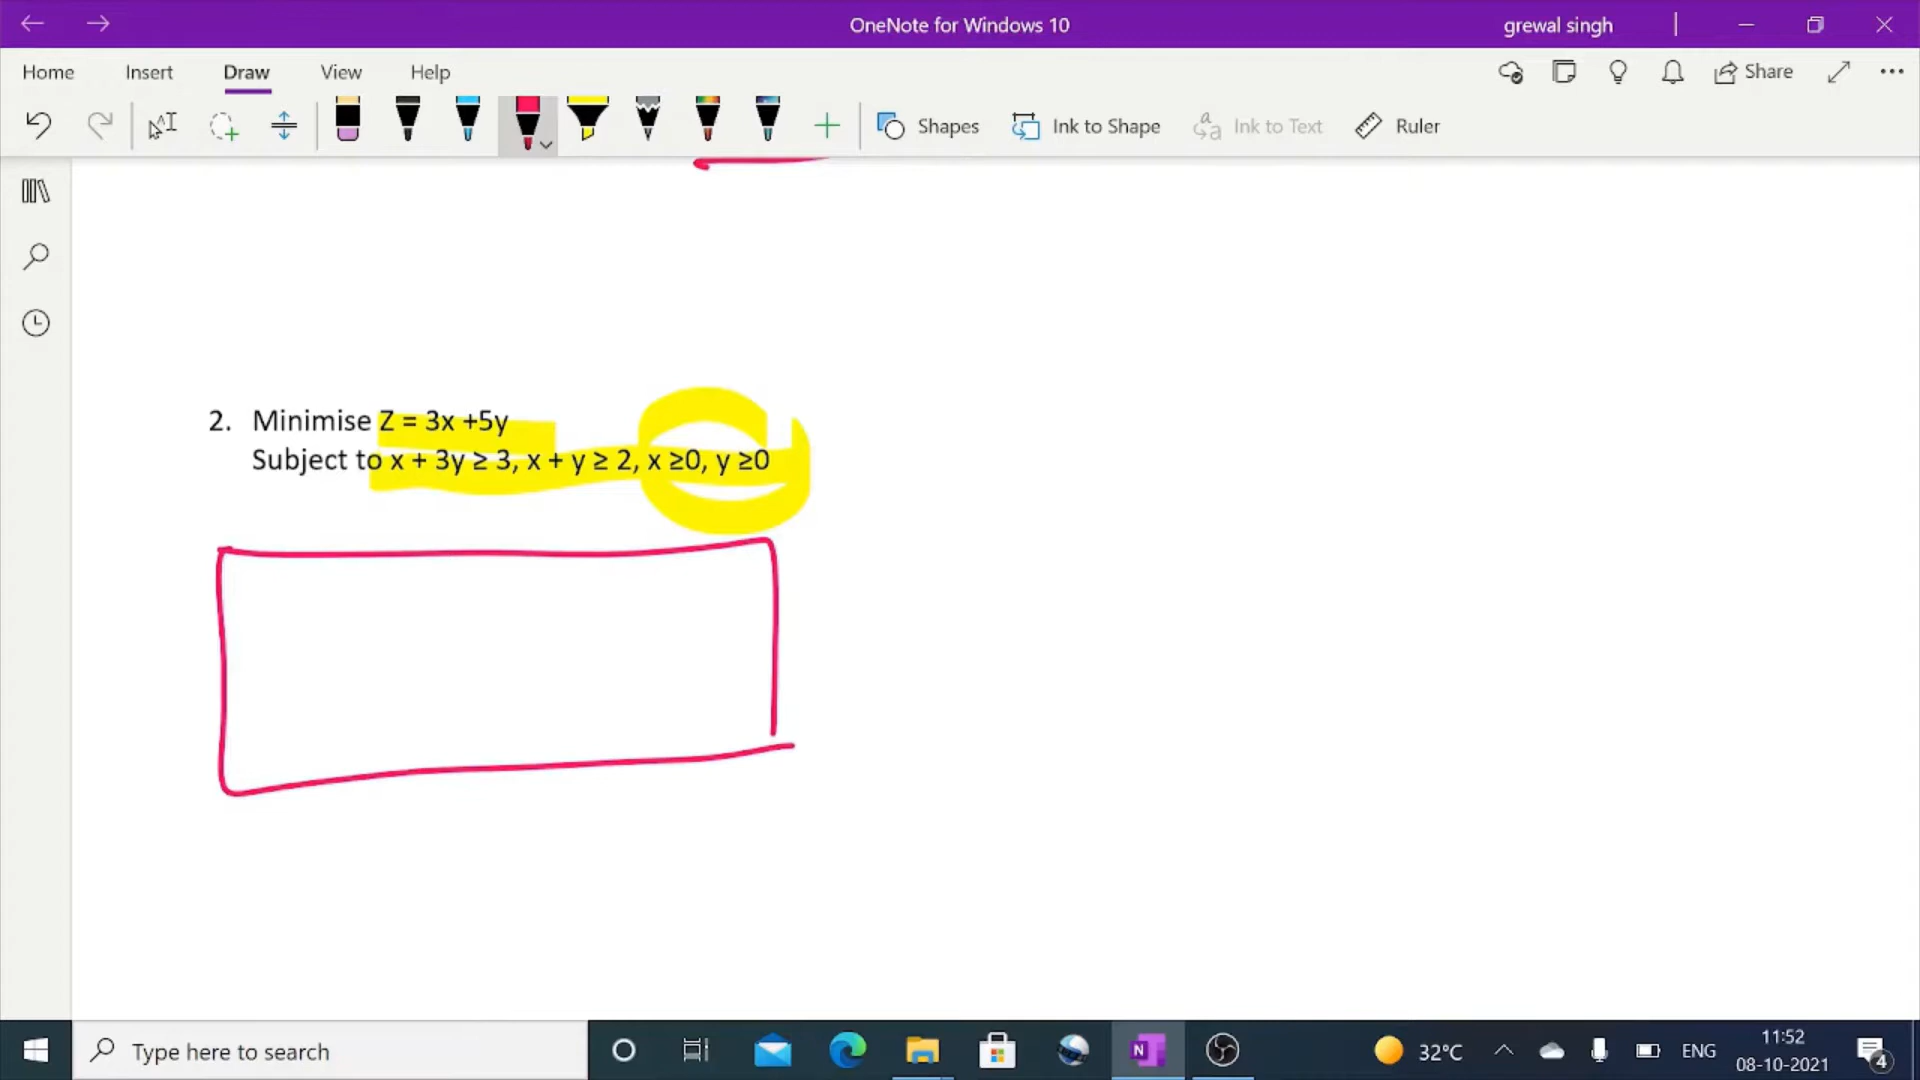 OneNote for Windows 10
grewal singh
Home Insert Draw View Help
Share
Shapes Ink to Shape Ink to Text Ruler
2. Minimise Z = 3x +5y
Subject to x + 3y ≥ 3, x + y ≥ 2, x ≥0, y ≥0
Type here to search
32°C
ENG
11:52
08-10-2021
4